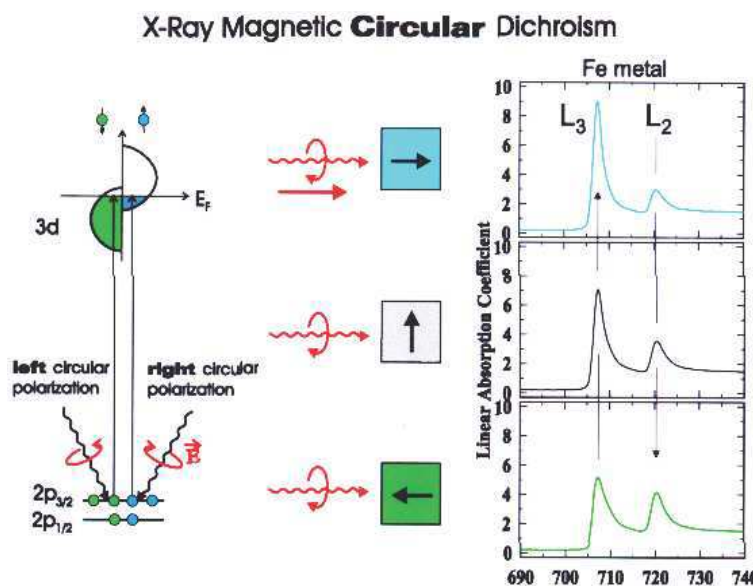 X-Ray Magnetic Circular Dichroism
Fe metal
3d
E_F
left circular
polarization
right circular
polarization
E
2p3/2
2p1/2
Linear Absorption Coefficient
L3
L2
10
8
6
4
2
0
10
8
6
4
2
0
10
8
6
4
2
0
690
700
710
720
730
740